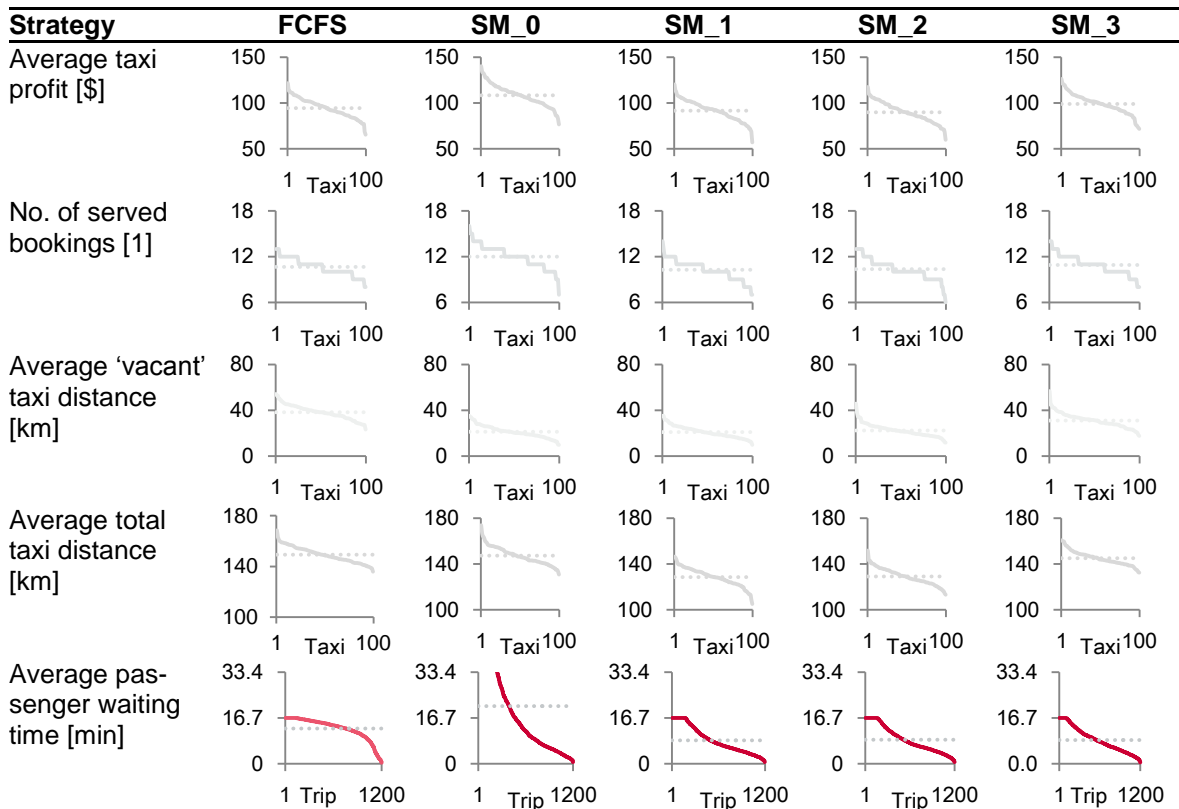 Strategy FCFS SM_0 SM_1 SM_2 SM_3
Average taxi profit [$]
150 150 150 150 150
100 100 100 100 100
50 50 50 50 50
1 Taxi 100 1 Taxi 100 1 Taxi 100 1 Taxi 100 1 Taxi 100
No. of served bookings [1]
18 18 18 18 18
12 12 12 12 12
6 6 6 6 6
1 Taxi 100 1 Taxi 100 1 Taxi 100 1 Taxi 100 1 Taxi 100
Average ‘vacant’ taxi distance [km]
80 80 80 80 80
40 40 40 40 40
0 0 0 0 0
1 Taxi 100 1 Taxi 100 1 Taxi 100 1 Taxi 100 1 Taxi 100
Average total taxi distance [km]
180 180 180 180 180
140 140 140 140 140
100 100 100 100 100
1 Taxi 100 1 Taxi 100 1 Taxi 100 1 Taxi 100 1 Taxi 100
Average pas-
senger waiting
time [min]
33.4 33.4 33.4 33.4 33.4
16.7 16.7 16.7 16.7 16.7
0 0 0 0 0.0
1 Trip 1200 1 Trip 1200 1 Trip 1200 1 Trip 1200 1 Trip 1200